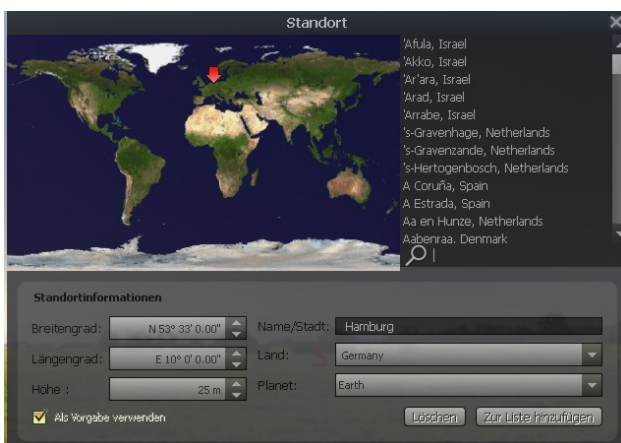 Standort
'Afula, Israel
'Akko, Israel
'Ar'ara, Israel
'Arad, Israel
'Arrabe, Israel
's-Gravenhage, Netherlands
's-Gravenzande, Netherlands
's-Hertogenbosch, Netherlands
A Coruña, Spain
A Estrada, Spain
Aa en Hunze, Netherlands
Aabenraa, Denmark
Standortinformationen
Breitengrad: N 53° 33' 0.00" Name/Stadt: Hamburg
Längengrad: E 10° 0' 0.00" Land: Germany
Höhe : 25 m Planet: Earth
Als Vorgabe verwenden Löschen Zur Liste hinzufügen